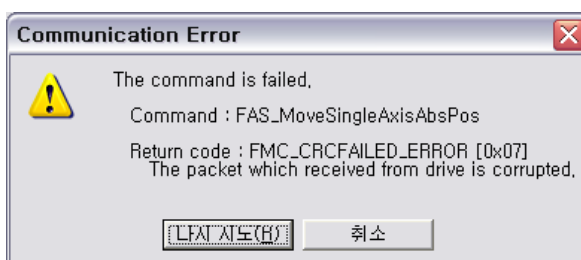 Communication Error
The command is failed,
Command : FAS_MoveSingleAxisAbsPos
Return code : FMC_CRCFAILED_ERROR [0x07]
The packet which received from drive is corrupted,
다시 시도(R)
취소